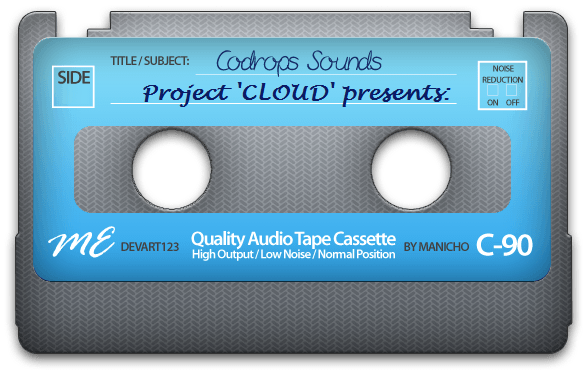 TITLE / SUBJECT: Codrops Sounds
SIDE
NOISE
REDUCTION
ON OFF
Project 'CLOUD' presents:
ME DEVART123 Quality Audio Tape Cassette BY MANICHO C-90
High Output / Low Noise / Normal Position